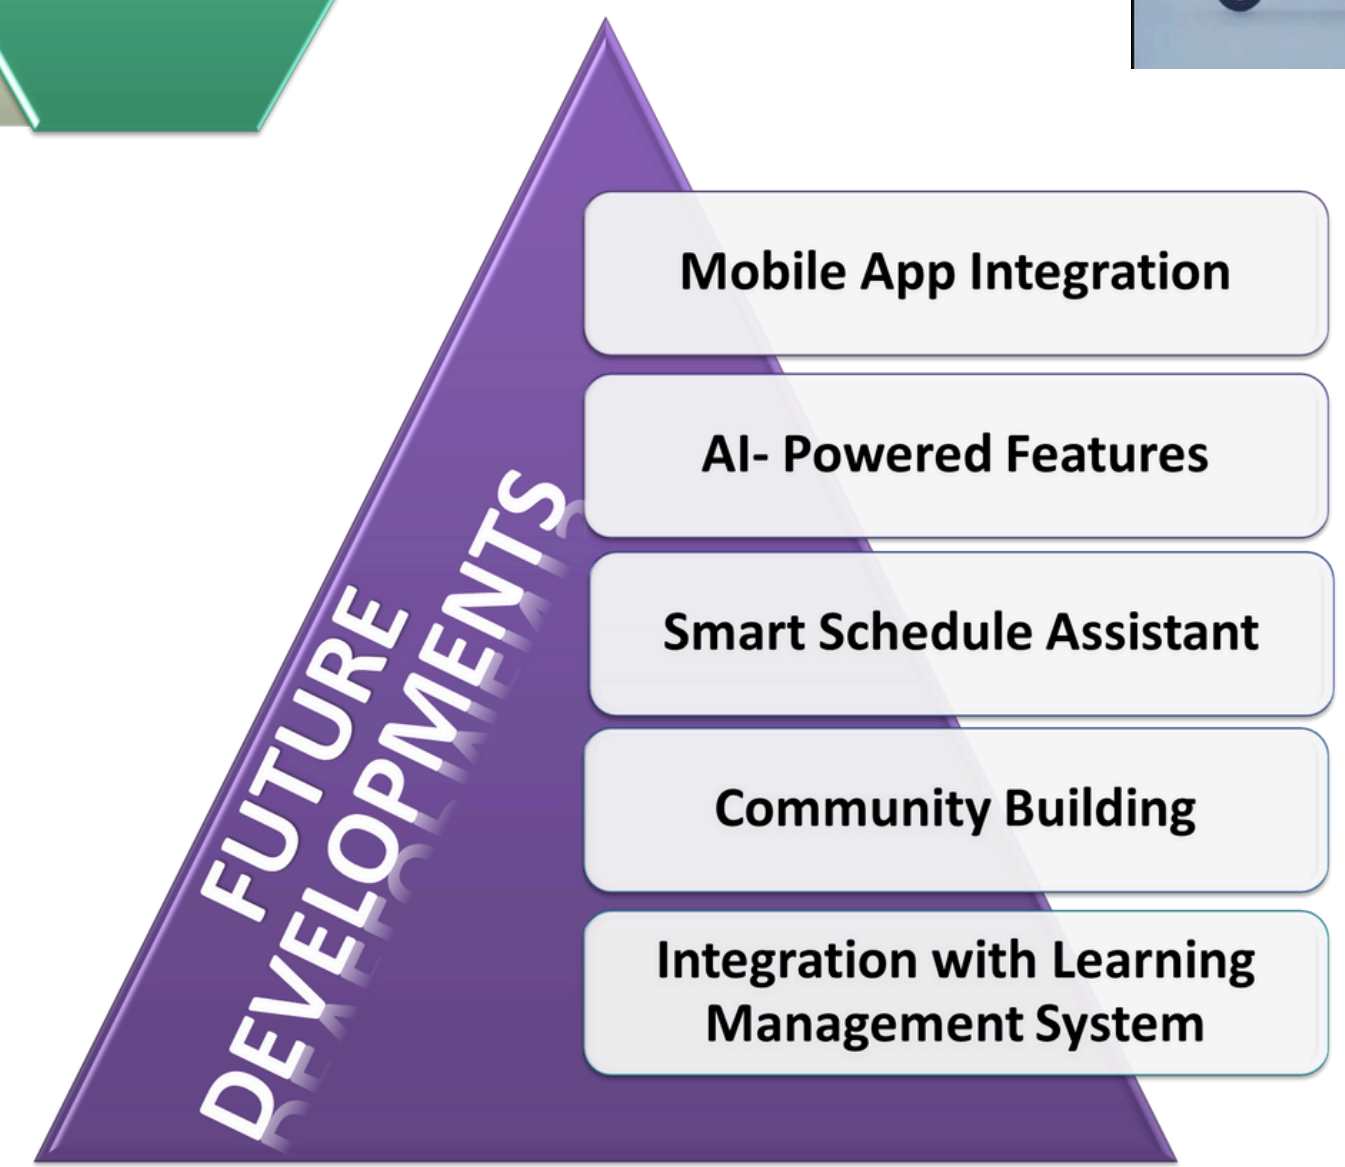 FUTURE
DEVELOPMENTS
Mobile App Integration
AI- Powered Features
Smart Schedule Assistant
Community Building
Integration with Learning
Management System